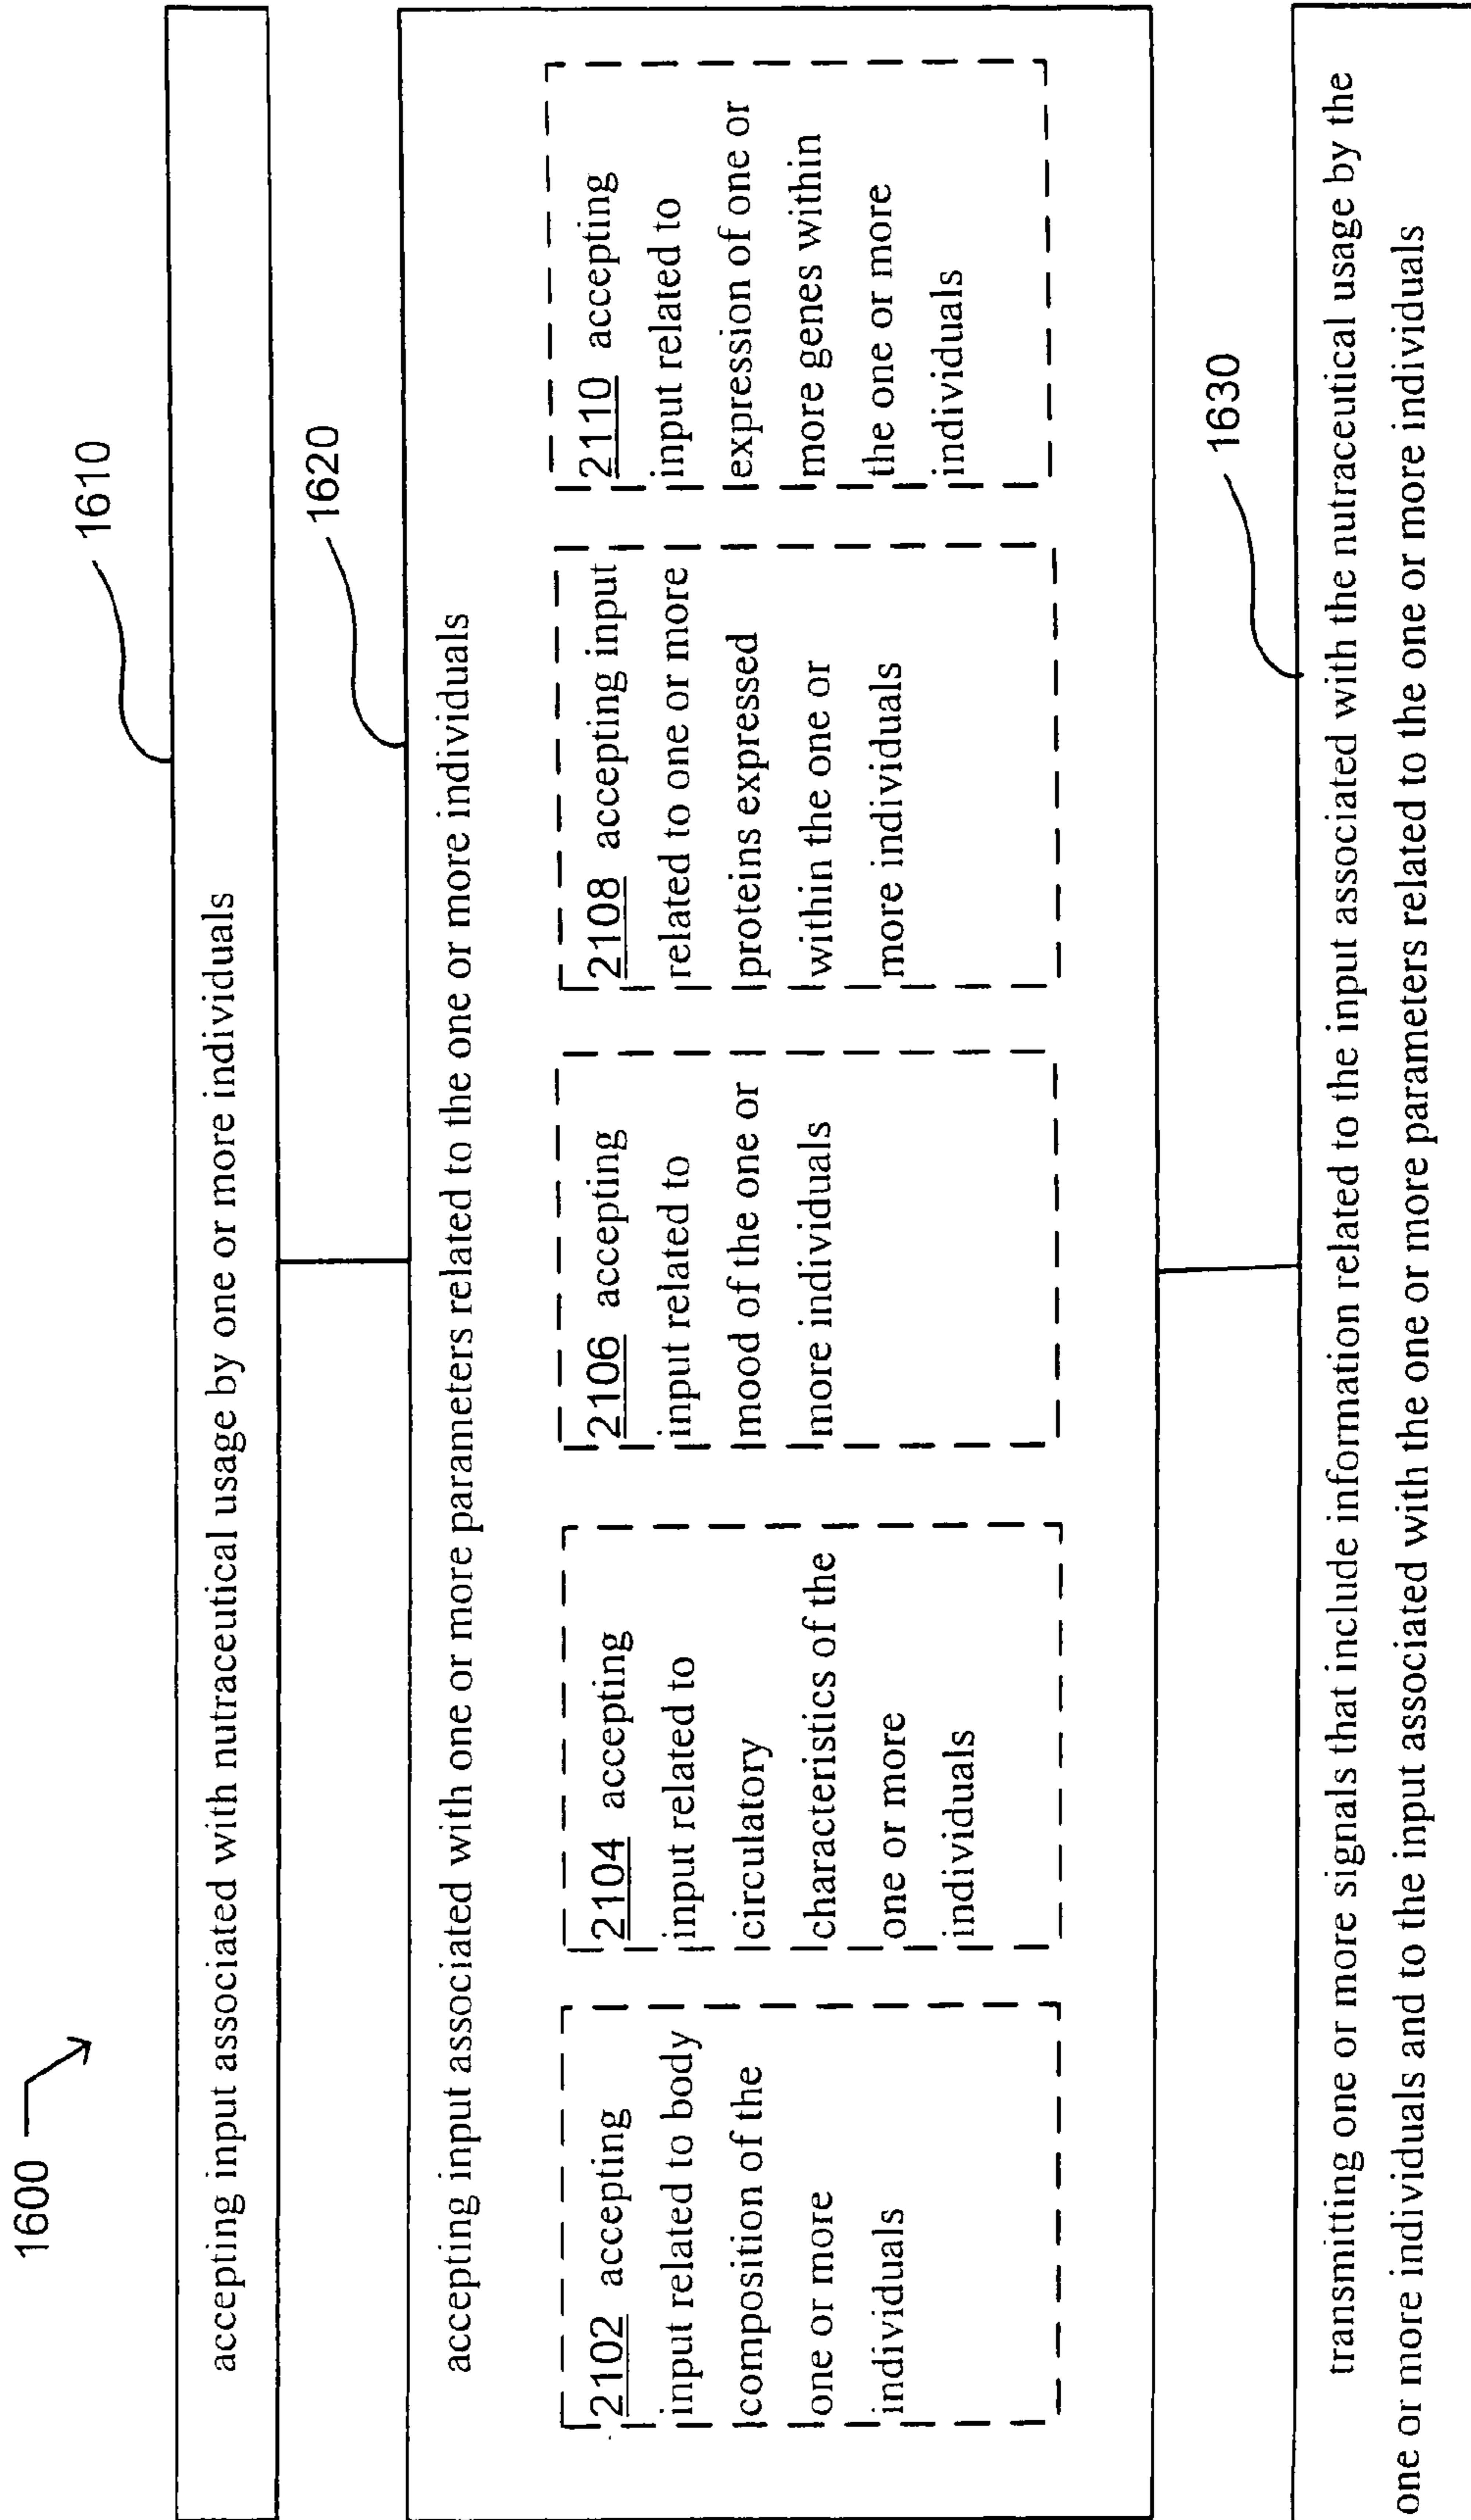 1600
1610
accepting input associated with nutraceutical usage by one or more individuals
1620
accepting input associated with one or more parameters related to the one or more individuals
2102 accepting
input related to body
composition of the
one or more
individuals
2104 accepting
input related to
circulatory
characteristics of the
one or more
individuals
2106 accepting
input related to
mood of the one or
more individuals
2108 accepting input
related to one or more
proteins expressed
within the one or
more individuals
2110 accepting
input related to
expression of one or
more genes within
the one or more
individuals
1630
transmitting one or more signals that include information related to the input associated with the nutraceutical usage by the
one or more individuals and to the input associated with the one or more parameters related to the one or more individuals